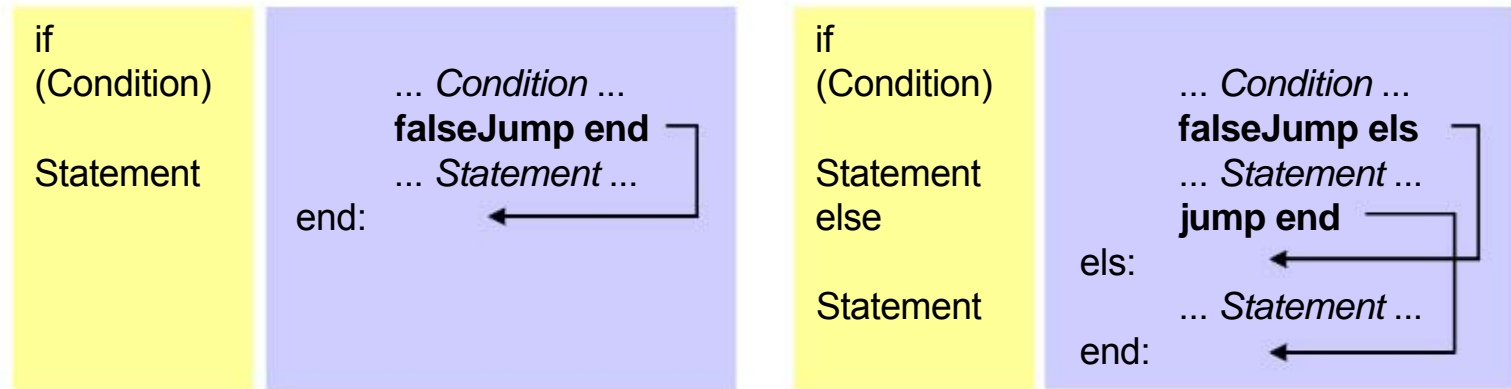 if
(Condition)
... Condition ...
falseJump end
Statement
... Statement ...
end:
if
(Condition)
... Condition ...
falseJump els
Statement
... Statement ...
else
jump end
els:
Statement
... Statement ...
end: